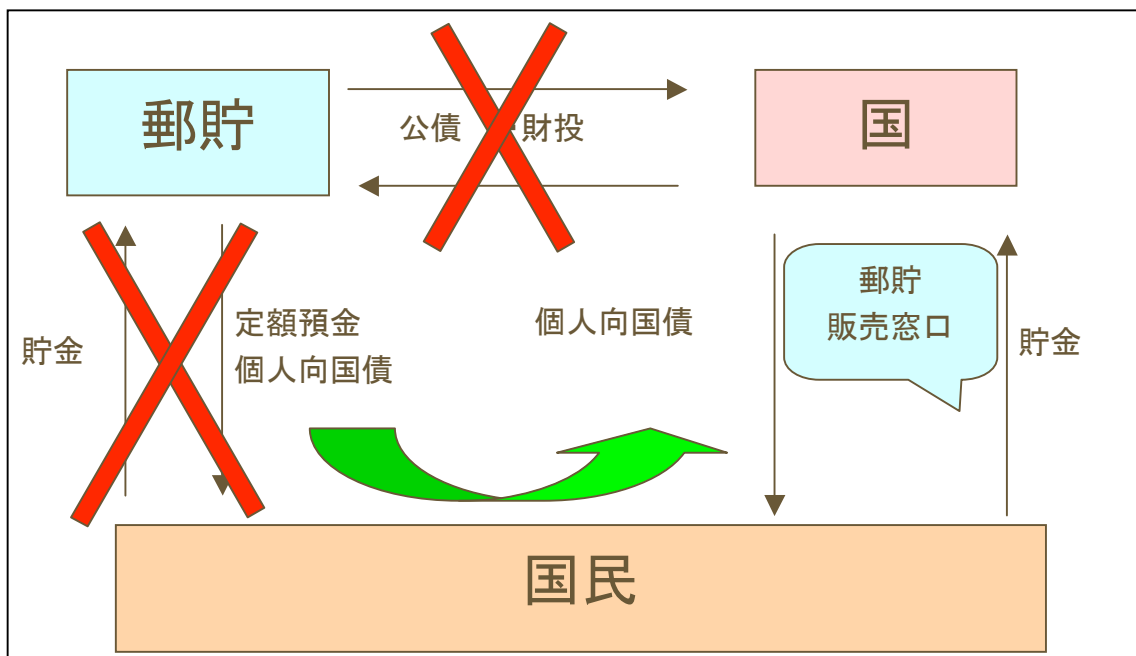 郵貯
国
公債・財投
郵貯
販売窓口
貯金
定額預金
個人向国債
個人向国債
貯金
国民